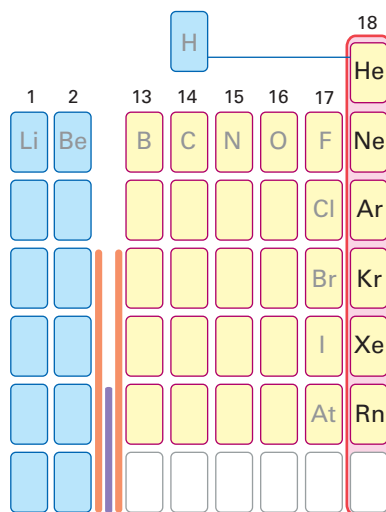 18
H
He
1 2 13 14 15 16 17
Li Be B C N O F Ne
Cl Ar
Br Kr
I Xe
At Rn